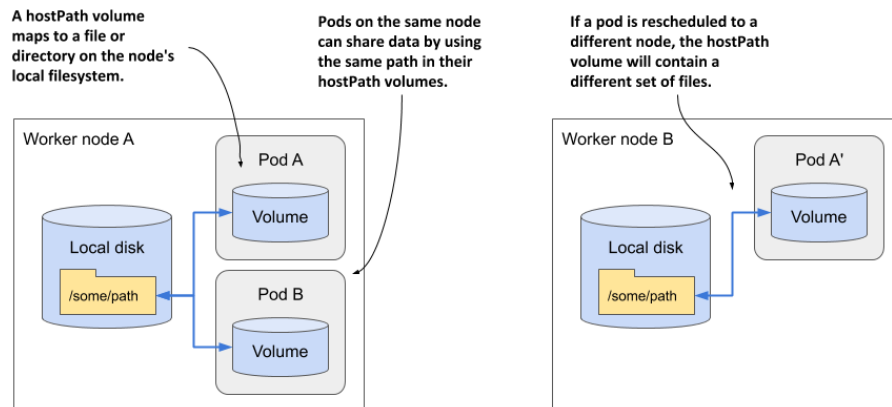 A hostPath volume
maps to a file or
directory on the node's
local filesystem.
Pods on the same node
can share data by using
the same path in their
hostPath volumes.
If a pod is rescheduled to
a different node, the hostPath
volume will contain a
different set of files.
Worker node A
Pod A
Volume
Local disk
/some/path
Pod B
Volume
Worker node B
Pod A'
Volume
Local disk
/some/path